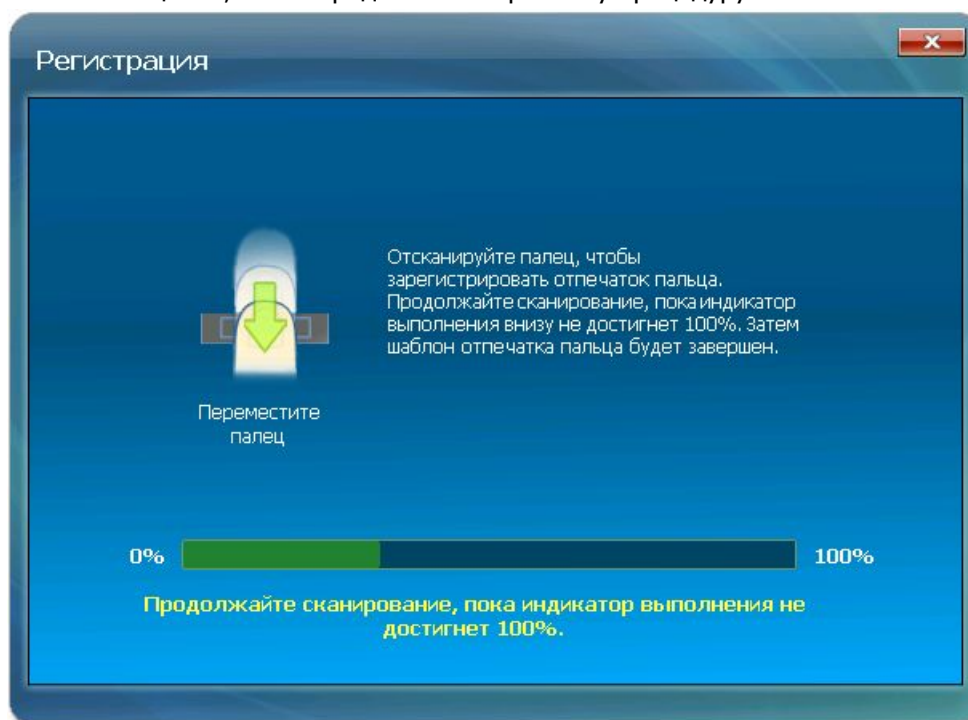 Регистрация
Отсканируйте палец, чтобы
зарегистрировать отпечаток пальца.
Продолжайте сканирование, пока индикатор
выполнения внизу не достигнет 100%. Затем
шаблон отпечатка пальца будет завершен.
Переместите
палец
0% 100%
Продолжайте сканирование, пока индикатор выполнения не
достигнет 100%.